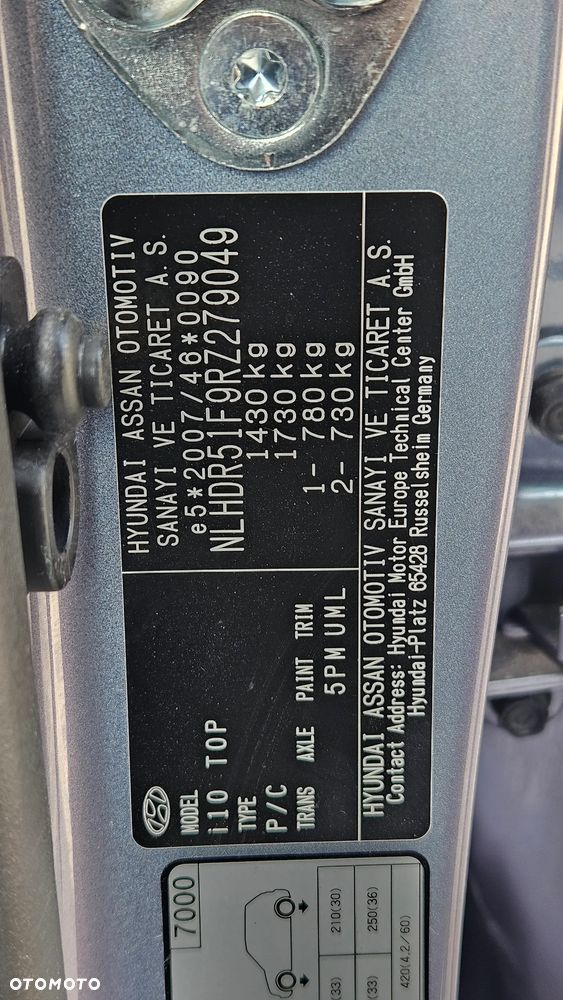 HYUNDAI ASSAN OTOMOTIV
SANAYI VE TICARET A. S.
e5*2007/46*0090
NLHDR51F9RZ279049
1430 kg
1730 kg
1- 780 kg
2- 730 kg
MODEL
i10 TOP
TYPE
P/C
TRANS AXLE PAINT TRIM
5PM UML
HYUNDAI ASSAN OTOMOTIV SANAYI VE TICARET A. S.
Contact Address: Hyundai Motor Europe Technical Center GmbH
Hyundai-Platz 65428 Russelsheim Germany
7000
210(30)
250(36)
420(4.2/60)
(33)
(33)
OTOMOTO